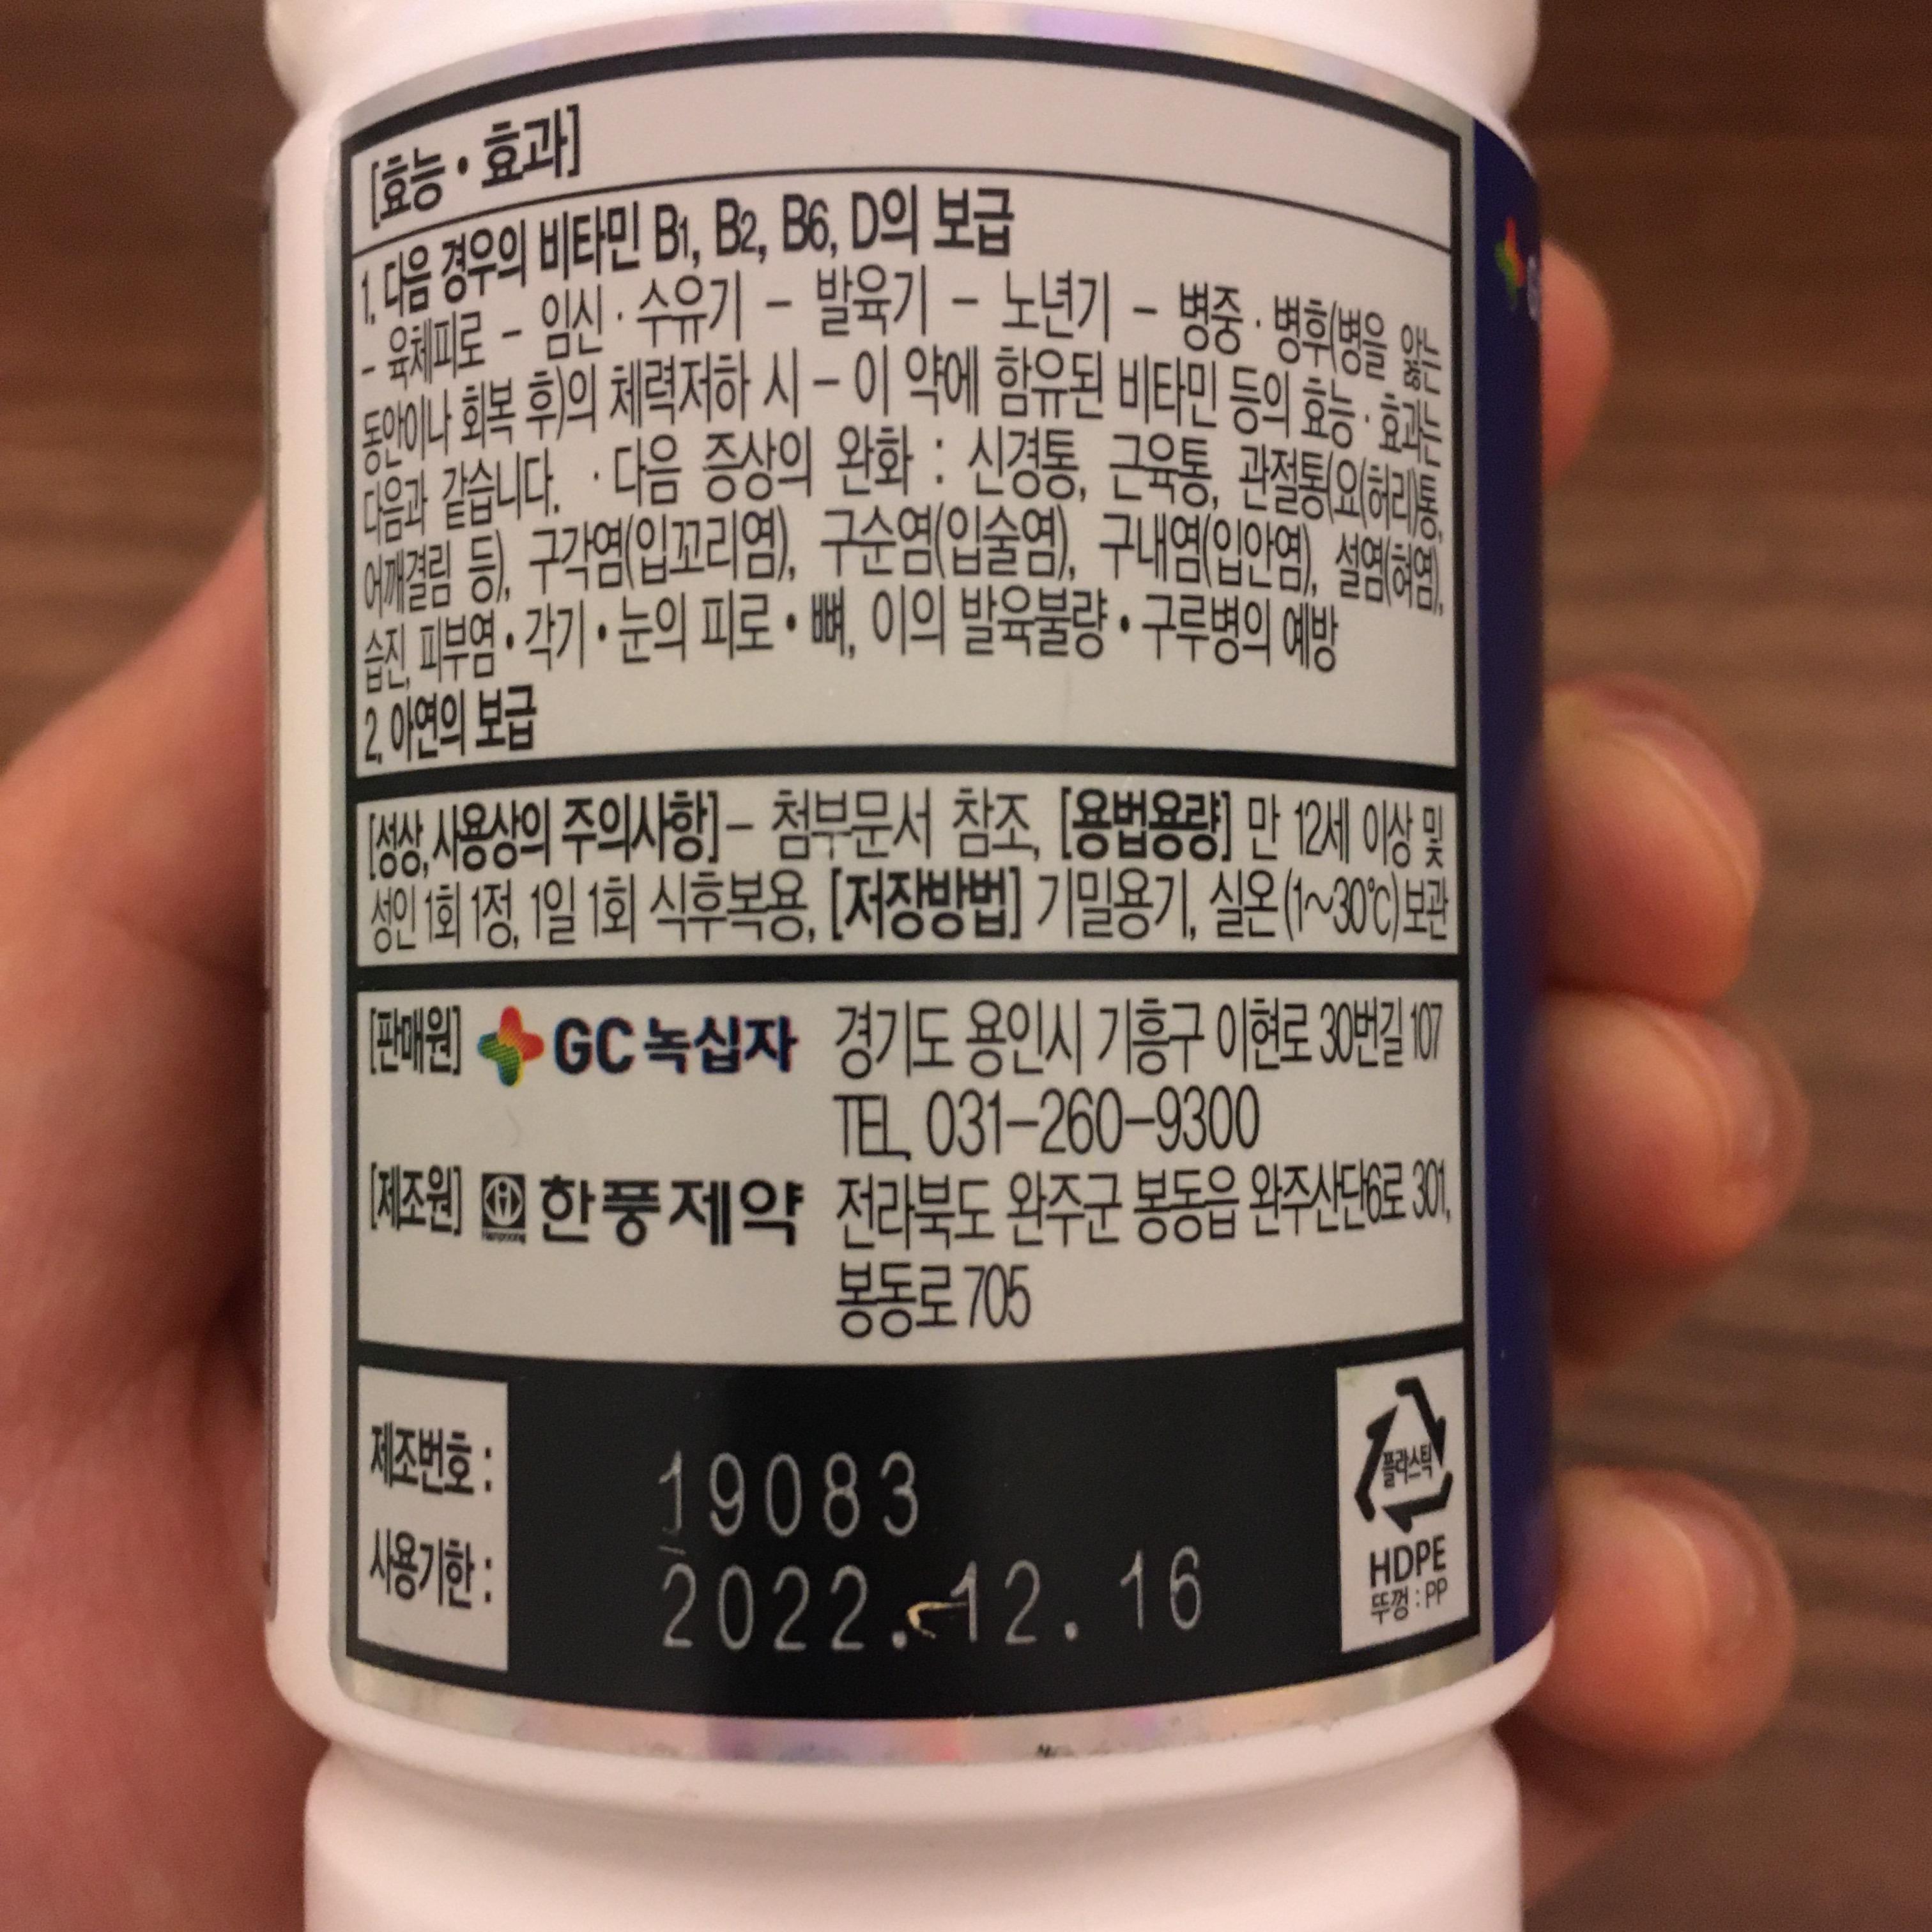 [효능・효과]
1. 다음 경우의 비타민 B1, B2, B6, D의 보급
- 육체피로 - 임신·수유기 - 발육기 - 노년기 - 병중·병후(병을 앓는
동안이나 회복 후)의 체력저하 시 - 이 약에 함유된 비타민 등의 효능·효과는
다음과 같습니다. ·다음 증상의 완화 : 신경통, 근육통, 관절통(요(허리)통,
어깨결림 등), 구각염(입꼬리염), 구순염(입술염), 구내염(입안염), 설염(혀염),
습진, 피부염 • 각기 • 눈의 피로 • 뼈, 이의 발육불량 • 구루병의 예방
2. 아연의 보급
[성상, 사용상의 주의사항] - 첨부문서 참조, [용법용량] 만 12세 이상 및
성인 1회 1정, 1일 1회 식후복용, [저장방법] 기밀용기, 실온(1~30℃)보관
[판매원] GC녹십자 경기도 용인시 기흥구 이현로 30번길 107
TEL. 031-260-9300
[제조원] 한풍제약 전라북도 완주군 봉동읍 완주산단6로 301,
봉동로 705
제조번호 : 19083
사용기한 : 2022. 12. 16
플라스틱
HDPE
뚜껑 : PP